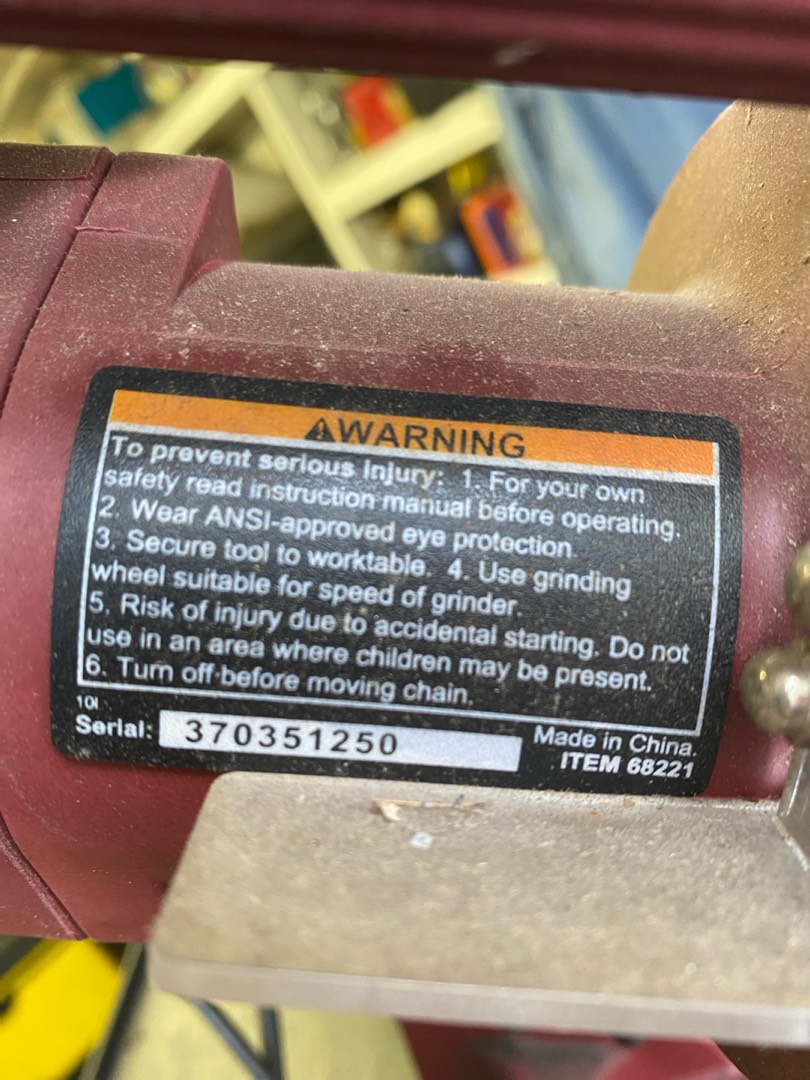 ⚠WARNING
To prevent serious injury: 1. For your own
safety read instruction manual before operating.
2. Wear ANSI-approved eye protection.
3. Secure tool to worktable. 4. Use grinding
wheel suitable for speed of grinder.
5. Risk of injury due to accidental starting. Do not
use in an area where children may be present.
6. Turn off before moving chain.
10l
Serial: 370351250
Made in China.
ITEM 68221